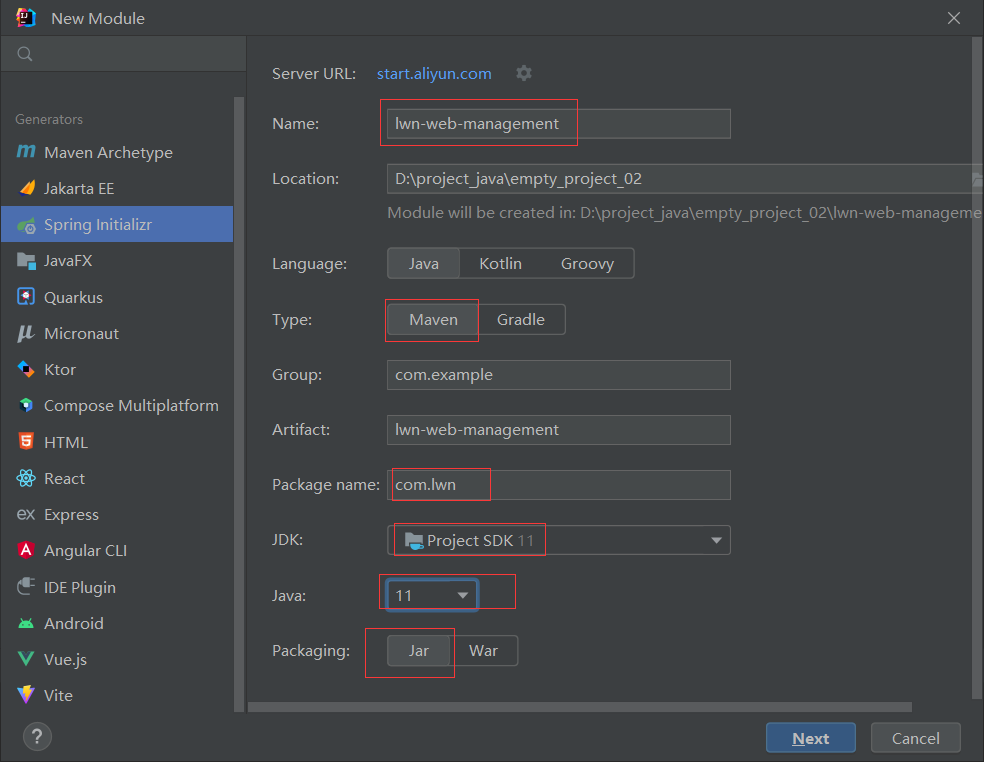 New Module
Generators
Maven Archetype
Jakarta EE
Spring Initializr
JavaFX
Quarkus
Micronaut
Ktor
Compose Multiplatform
HTML
React
ex Express
Angular CLI
IDE Plugin
Android
Vue.js
Vite
Server URL: start.aliyun.com
Name: lwn-web-management
Location: D:\project_java\empty_project_02
Module will be created in: D:\project_java\empty_project_02\lwn-web-manageme
Language: Java Kotlin Groovy
Type: Maven Gradle
Group: com.example
Artifact: lwn-web-management
Package name: com.lwn
JDK: Project SDK 11
Java: 11
Packaging: Jar War
? Next Cancel